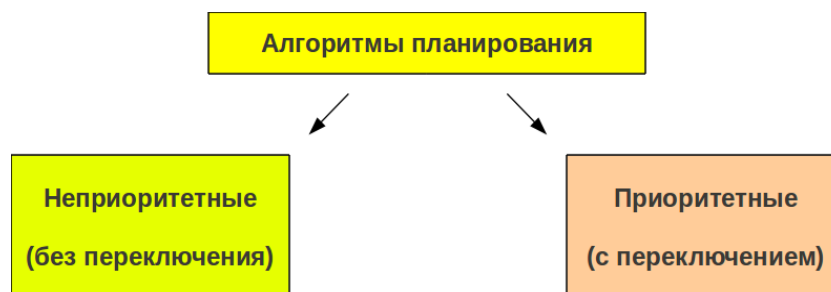 Алгоритмы планирования
Неприоритетные
(без переключения)
Приоритетные
(с переключением)